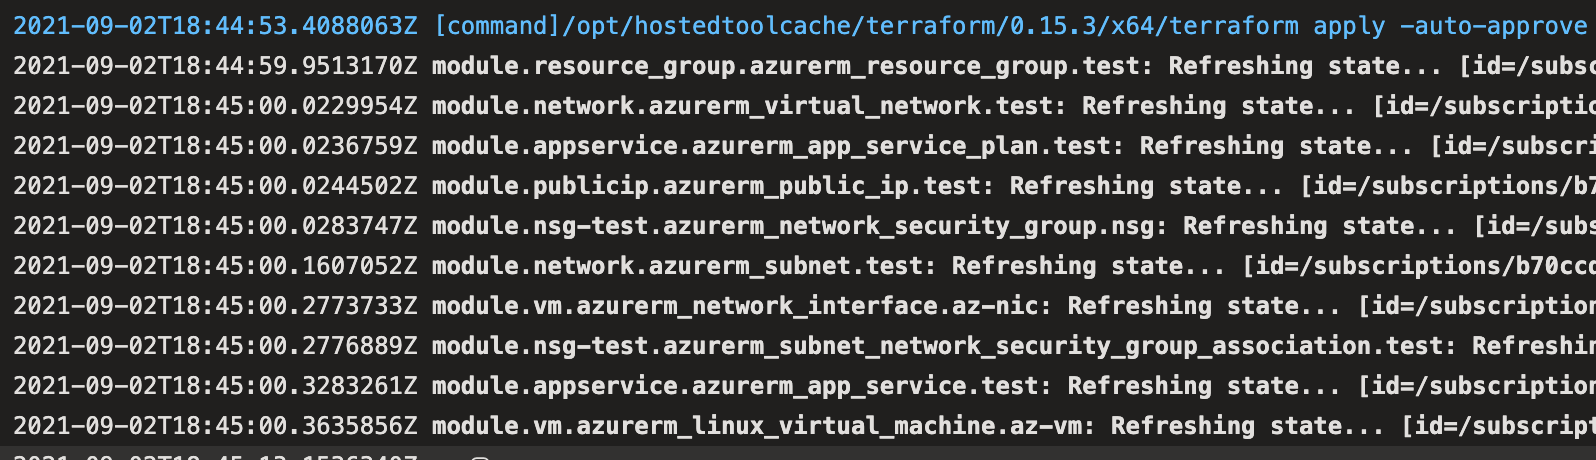 2021-09-02T18:44:53.4088063Z [command]/opt/hostedtoolcache/terraform/0.15.3/x64/terraform apply -auto-approve
2021-09-02T18:44:59.9513170Z module.resource_group.azurerm_resource_group.test: Refreshing state... [id=/subsc
2021-09-02T18:45:00.0229954Z module.network.azurerm_virtual_network.test: Refreshing state... [id=/subscriptio
2021-09-02T18:45:00.0236759Z module.appservice.azurerm_app_service_plan.test: Refreshing state... [id=/subscri
2021-09-02T18:45:00.0244502Z module.publicip.azurerm_public_ip.test: Refreshing state... [id=/subscriptions/b7
2021-09-02T18:45:00.0283747Z module.nsg-test.azurerm_network_security_group.nsg: Refreshing state... [id=/subs
2021-09-02T18:45:00.1607052Z module.network.azurerm_subnet.test: Refreshing state... [id=/subscriptions/b70ccd
2021-09-02T18:45:00.2773733Z module.vm.azurerm_network_interface.az-nic: Refreshing state... [id=/subscription
2021-09-02T18:45:00.2776889Z module.nsg-test.azurerm_subnet_network_security_group_association.test: Refreshin
2021-09-02T18:45:00.3283261Z module.appservice.azurerm_app_service.test: Refreshing state... [id=/subscription
2021-09-02T18:45:00.3635856Z module.vm.azurerm_linux_virtual_machine.az-vm: Refreshing state... [id=/subscript